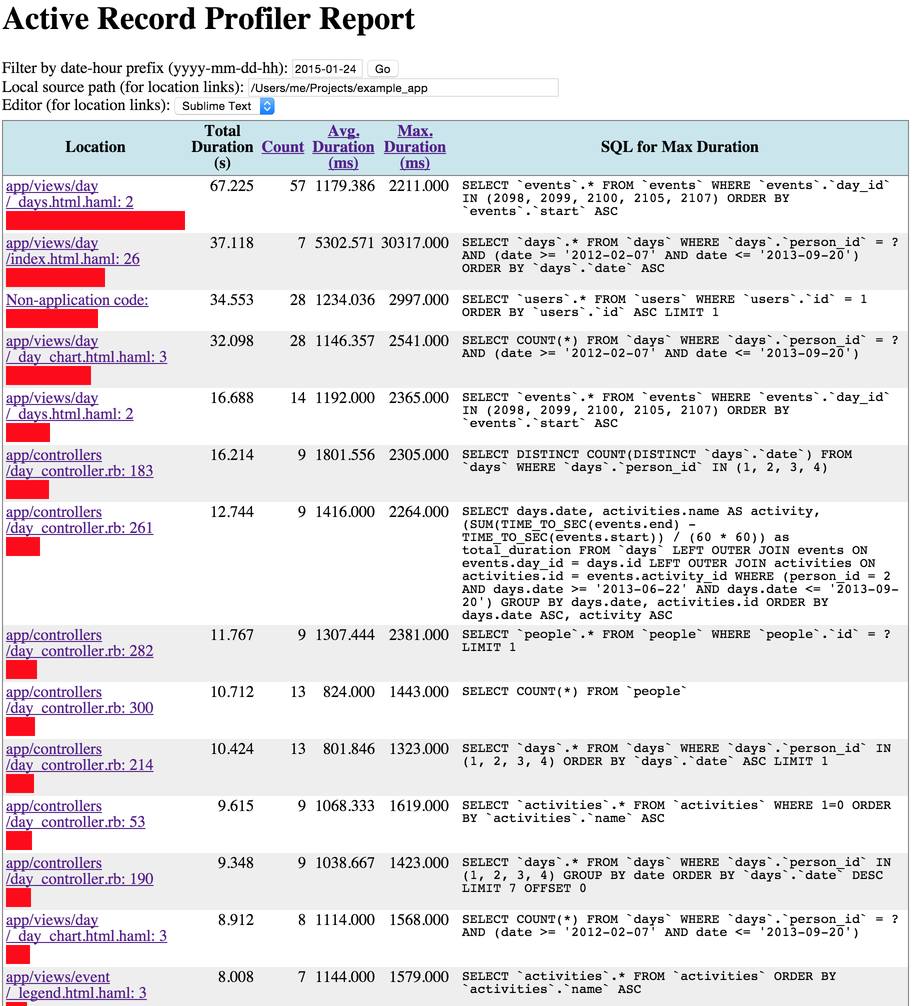 Active Record Profiler Report
Filter by date-hour prefix (yyyy-mm-dd-hh): 2015-01-24 Go
Local source path (for location links): /Users/me/Projects/example_app
Editor (for location links): Sublime Text
Location Total Duration (s) Count Avg. Duration (ms) Max. Duration (ms) SQL for Max Duration
app/views/day 67.225 57 1179.386 2211.000 SELECT `events`.* FROM `events` WHERE `events`.`day_id`
/_days.html.haml: 2 IN (2098, 2099, 2100, 2105, 2107) ORDER BY
`events`.`start` ASC
app/views/day 37.118 7 5302.571 30317.000 SELECT `days`.* FROM `days` WHERE `days`.`person_id` = ?
/index.html.haml: 26 AND (date >= '2012-02-07' AND date <= '2013-09-20')
ORDER BY `days`.`date` ASC
Non-application code: 34.553 28 1234.036 2997.000 SELECT `users`.* FROM `users` WHERE `users`.`id` = 1
ORDER BY `users`.`id` ASC LIMIT 1
app/views/day 32.098 28 1146.357 2541.000 SELECT COUNT(*) FROM `days` WHERE `days`.`person_id` = ?
/_day_chart.html.haml: 3 AND (date >= '2012-02-07' AND date <= '2013-09-20')
app/views/day 16.688 14 1192.000 2365.000 SELECT `events`.* FROM `events` WHERE `events`.`day_id`
/_days.html.haml: 2 IN (2098, 2099, 2100, 2105, 2107) ORDER BY
`events`.`start` ASC
app/controllers 16.214 9 1801.556 2305.000 SELECT DISTINCT COUNT(DISTINCT `days`.`date`) FROM
/day_controller.rb: 183 `days` WHERE `days`.`person_id` IN (1, 2, 3, 4)
app/controllers 12.744 9 1416.000 2264.000 SELECT days.date, activities.name AS activity,
/day_controller.rb: 261 (SUM(TIME_TO_SEC(events.end) -
TIME_TO_SEC(events.start)) / (60 * 60)) as
total_duration FROM `days` LEFT OUTER JOIN events ON
events.day_id = days.id LEFT OUTER JOIN activities ON
activities.id = events.activity_id WHERE (person_id = 2
AND days.date >= '2013-06-22' AND days.date <= '2013-09-
20') GROUP BY days.date, activities.id ORDER BY
days.date ASC, activity ASC
app/controllers 11.767 9 1307.444 2381.000 SELECT `people`.* FROM `people` WHERE `people`.`id` = ?
/day_controller.rb: 282 LIMIT 1
app/controllers 10.712 13 824.000 1443.000 SELECT COUNT(*) FROM `people`
/day_controller.rb: 300
app/controllers 10.424 13 801.846 1323.000 SELECT `days`.* FROM `days` WHERE `days`.`person_id` IN
/day_controller.rb: 214 (1, 2, 3, 4) ORDER BY `days`.`date` ASC LIMIT 1
app/controllers 9.615 9 1068.333 1619.000 SELECT `activities`.* FROM `activities` WHERE 1=0 ORDER
/day_controller.rb: 53 BY `activities`.`name` ASC
app/controllers 9.348 9 1038.667 1423.000 SELECT `days`.* FROM `days` WHERE `days`.`person_id` IN
/day_controller.rb: 190 (1, 2, 3, 4) GROUP BY date ORDER BY `days`.`date` DESC
LIMIT 7 OFFSET 0
app/views/day 8.912 8 1114.000 1568.000 SELECT COUNT(*) FROM `days` WHERE `days`.`person_id` = ?
/_day_chart.html.haml: 3 AND (date >= '2012-02-07' AND date <= '2013-09-20')
app/views/event 8.008 7 1144.000 1579.000 SELECT `activities`.* FROM `activities` ORDER BY
/_legend.html.haml: 3 `activities`.`name` ASC